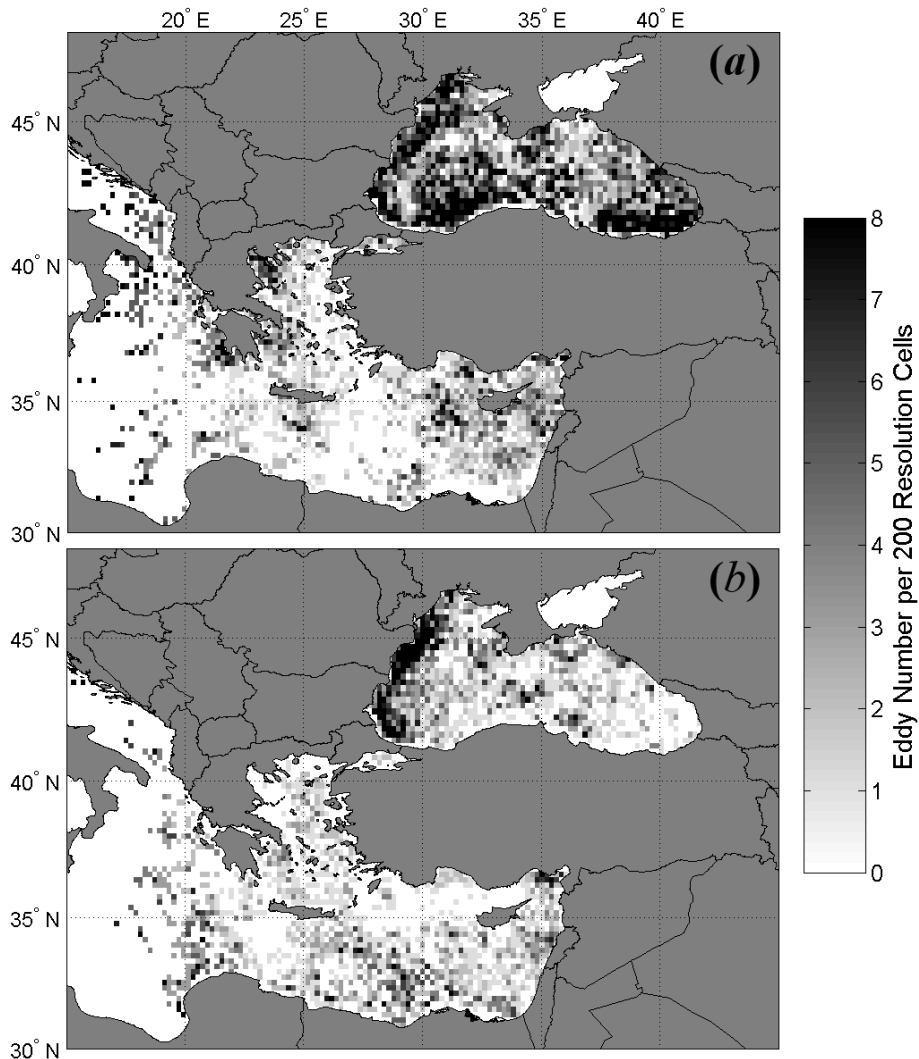 20° E 25° E 30° E 35° E 40° E
(a)
45° N
40° N
35° N
30° N
(b)
45° N
40° N
35° N
30° N
8
7
6
5
4
3
2
1
0
Eddy Number per 200 Resolution Cells